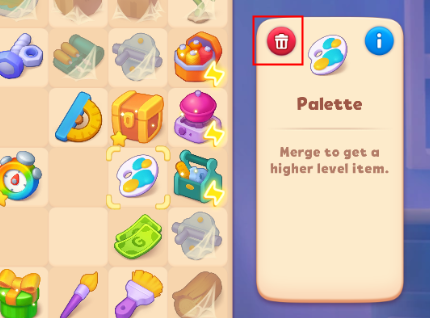 Palette
Merge to get a
higher level item.